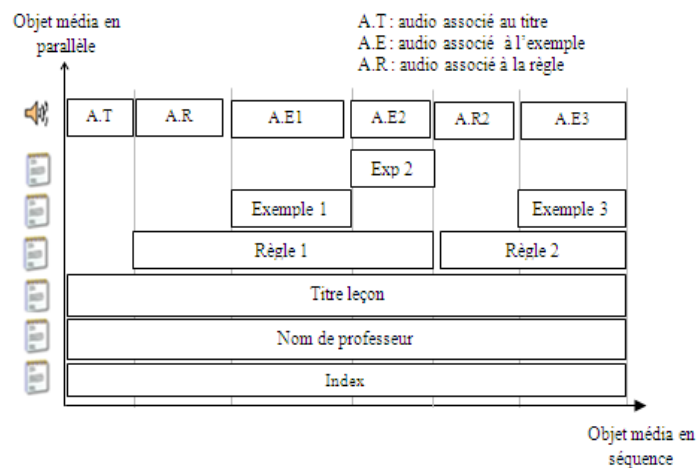 Objet média en
parallèle
A.T : audio associé au titre
A.E : audio associé à l'exemple
A.R : audio associé à la règle
A.T
A.R
A.E1
A.E2
A.R2
A.E3
Exp 2
Exemple 1
Exemple 3
Règle 1
Règle 2
Titre leçon
Nom de professeur
Index
Objet média en
séquence